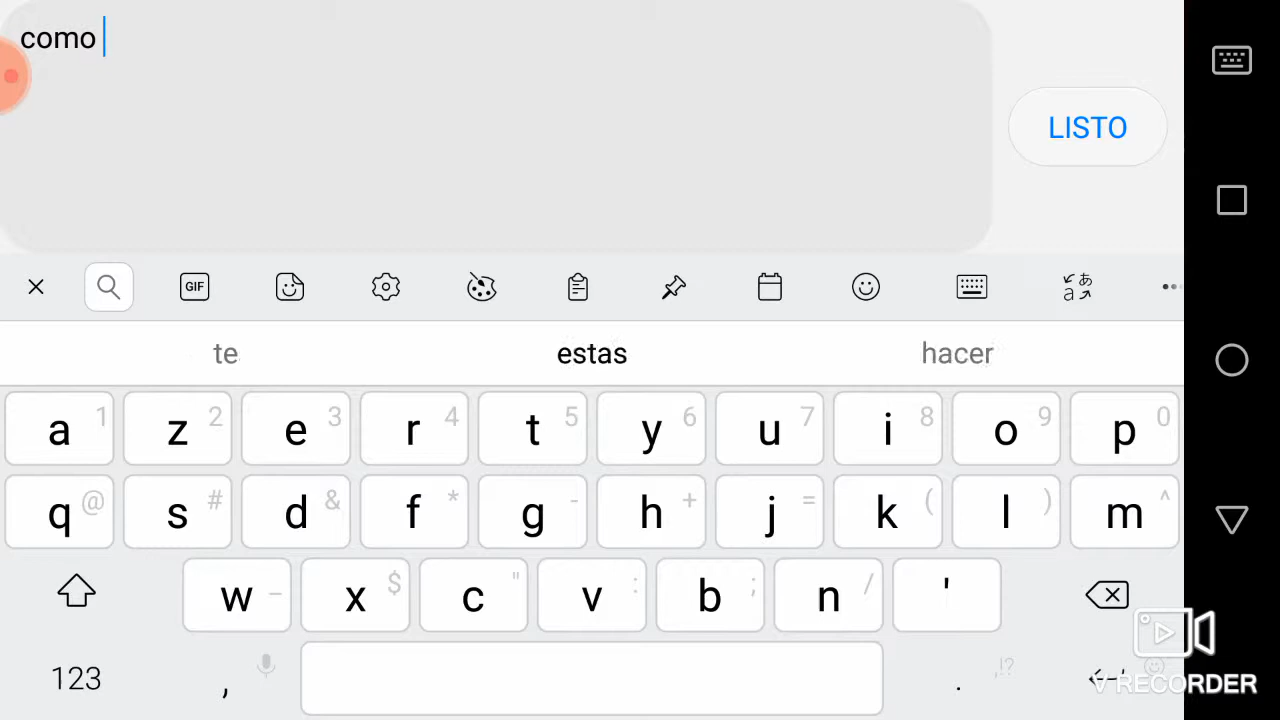 como
LISTO
GIF
te estas hacer
a 1 z 2 e 3 r 4 t 5 y 6 u 7 i 8 o 9 p 0
q @ s # d & f * g - h + j = k ( l ) m ^
w _ x $ c " v : b ; n / '
123 , . ,!?
V RECORDER